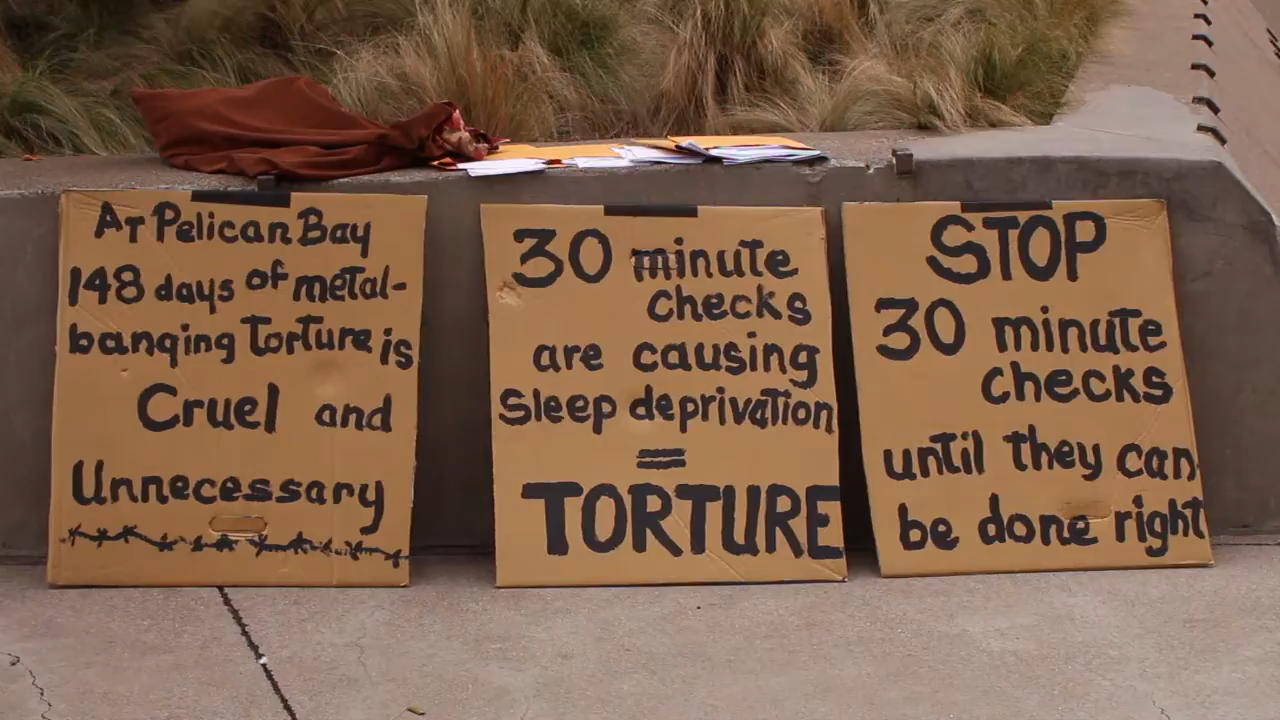 At Pelican Bay
148 days of metal-
banging torture is
Cruel and
Unnecessary
30 minute
checks
are causing
Sleep deprivation
=
TORTURE
STOP
30 minute
checks
until they can
be done right